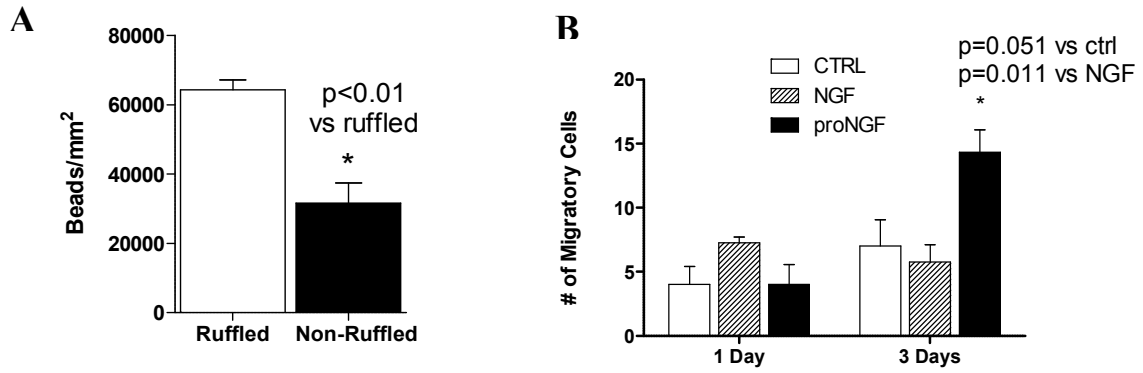 A
Beads/mm²
80000
60000
40000
20000
0
p<0.01
vs ruffled
*
Ruffled Non-Ruffled
B
# of Migratory Cells
20
15
10
5
0
CTRL
NGF
proNGF
p=0.051 vs ctrl
p=0.011 vs NGF
*
1 Day 3 Days